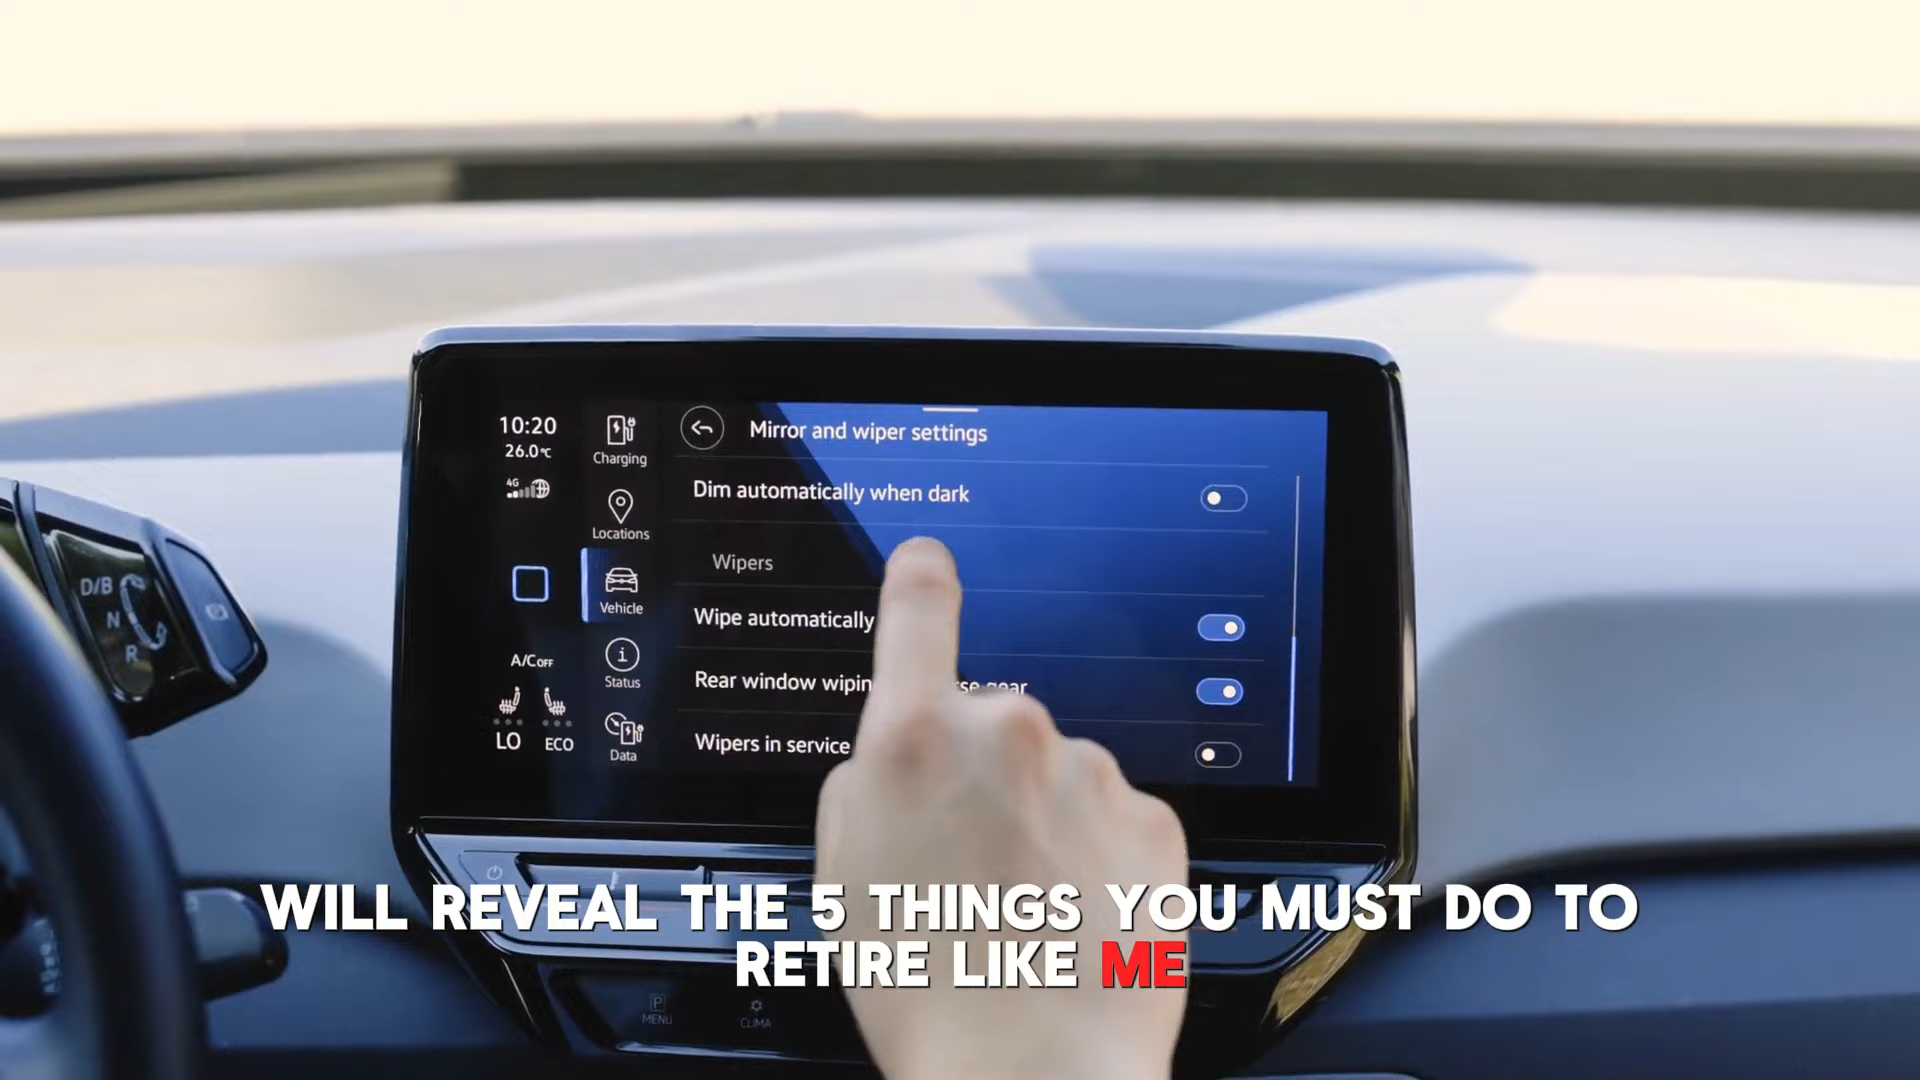 10:20
26.0°C
4G
A/C OFF
LO
ECO
Charging
Locations
Vehicle
Status
Data
Mirror and wiper settings
Dim automatically when dark
Wipers
Wipe automatically
Rear window wipin
gear
Wipers in service
D/B
N
R
P
MENU
CLIMA
WILL REVEAL THE 5 THINGS YOU MUST DO TO
RETIRE LIKE ME